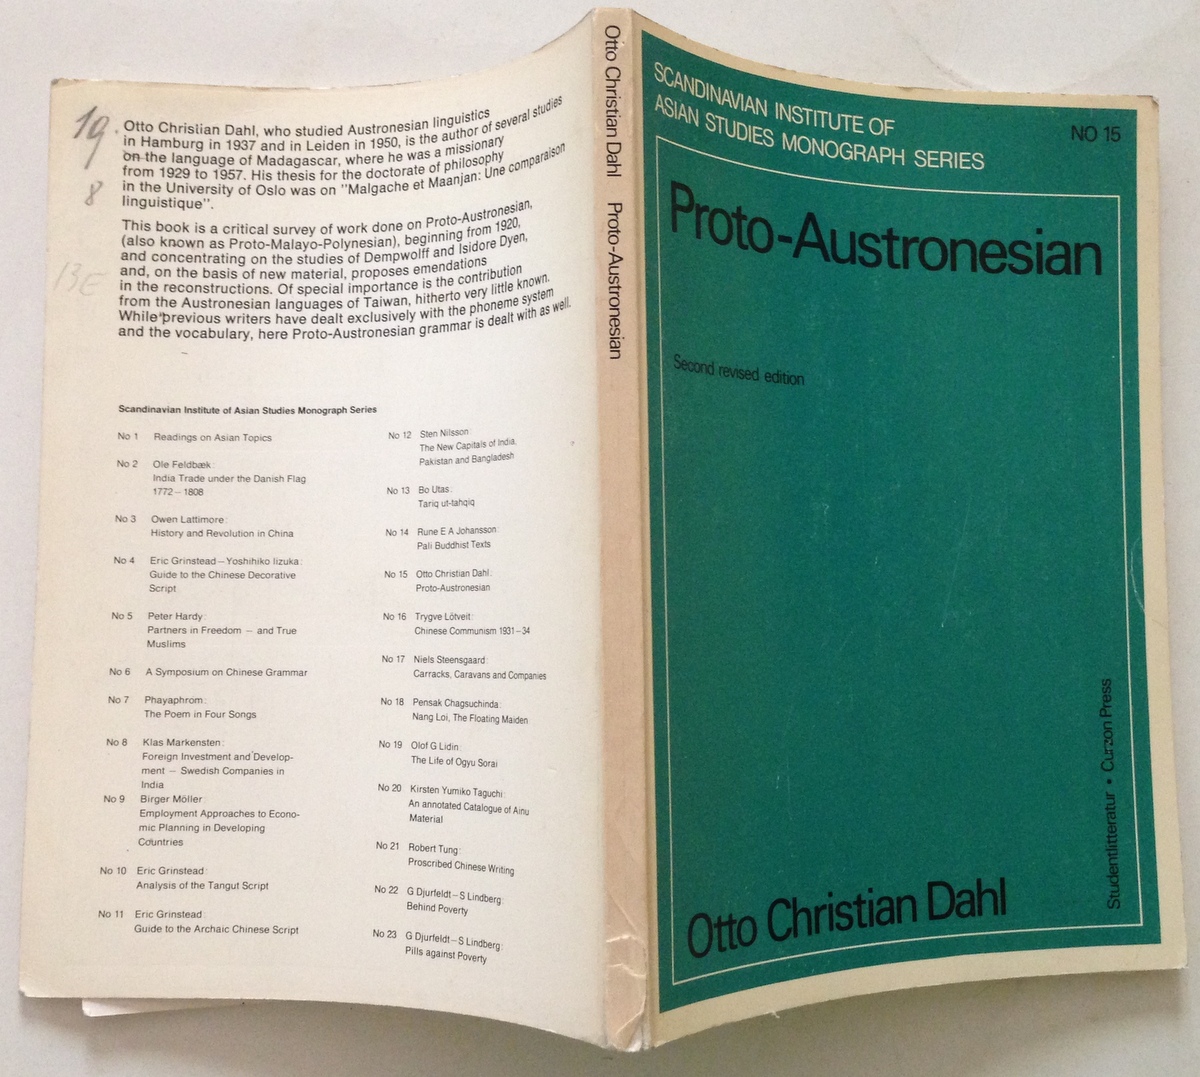 19.
8
13E
Otto Christian Dahl, who studied Austronesian linguistics
in Hamburg in 1937 and in Leiden in 1950, is the author of several studies
on the language of Madagascar, where he was a missionary
from 1929 to 1957. His thesis for the doctorate of philosophy
in the University of Oslo was on "Malgache et Maanjan: Une comparaison
linguistique".
This book is a critical survey of work done on Proto-Austronesian,
(also known as Proto-Malayo-Polynesian), beginning from 1920,
and concentrating on the studies of Dempwolff and Isidore Dyen,
and, on the basis of new material, proposes emendations
in the reconstructions. Of special importance is the contribution
from the Austronesian languages of Taiwan, hitherto very little known.
While previous writers have dealt exclusively with the phoneme system
and the vocabulary, here Proto-Austronesian grammar is dealt with as well.
Scandinavian Institute of Asian Studies Monograph Series
No 1 Readings on Asian Topics
No 2 Ole Feldbæk:
India Trade under the Danish Flag
1772–1808
No 3 Owen Lattimore:
History and Revolution in China
No 4 Eric Grinstead–Yoshihiko Iizuka:
Guide to the Chinese Decorative
Script
No 5 Peter Hardy:
Partners in Freedom – and True
Muslims
No 6 A Symposium on Chinese Grammar
No 7 Phayaphrom:
The Poem in Four Songs
No 8 Klas Markensten:
Foreign Investment and Develop-
ment – Swedish Companies in
India
No 9 Birger Möller:
Employment Approaches to Econo-
mic Planning in Developing
Countries
No 10 Eric Grinstead:
Analysis of the Tangut Script
No 11 Eric Grinstead:
Guide to the Archaic Chinese Script
No 12 Sten Nilsson:
The New Capitals of India,
Pakistan and Bangladesh
No 13 Bo Utas:
Tariq ut-tahqiq
No 14 Rune E A Johansson:
Pali Buddhist Texts
No 15 Otto Christian Dahl:
Proto-Austronesian
No 16 Trygve Lötveit:
Chinese Communism 1931–34
No 17 Niels Steensgaard:
Carracks, Caravans and Companies
No 18 Pensak Chagsuchinda:
Nang Loi, The Floating Maiden
No 19 Olof G Lidin:
The Life of Ogyu Sorai
No 20 Kirsten Yumiko Taguchi:
An annotated Catalogue of Ainu
Material
No 21 Robert Tung:
Proscribed Chinese Writing
No 22 G Djurfeldt–S Lindberg:
Behind Poverty
No 23 G Djurfeldt–S Lindberg:
Pills against Poverty
Otto Christian Dahl Proto-Austronesian
SCANDINAVIAN INSTITUTE OF
ASIAN STUDIES MONOGRAPH SERIES
NO 15
Proto-Austronesian
Second revised edition
Otto Christian Dahl
Studentlitteratur • Curzon Press